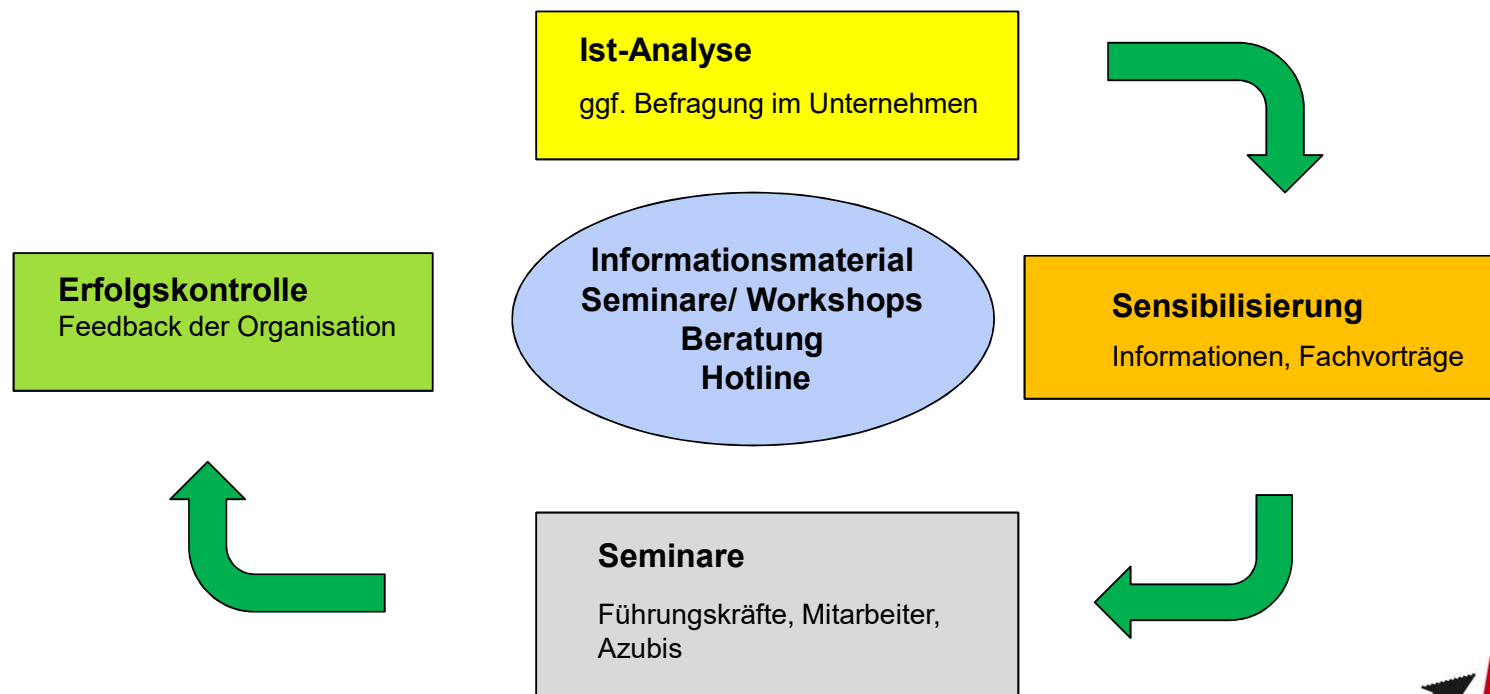 Ist-Analyse
ggf. Befragung im Unternehmen
Informationsmaterial
Seminare/ Workshops
Beratung
Hotline
Erfolgskontrolle
Feedback der Organisation
Sensibilisierung
Informationen, Fachvorträge
Seminare
Führungskräfte, Mitarbeiter,
Azubis